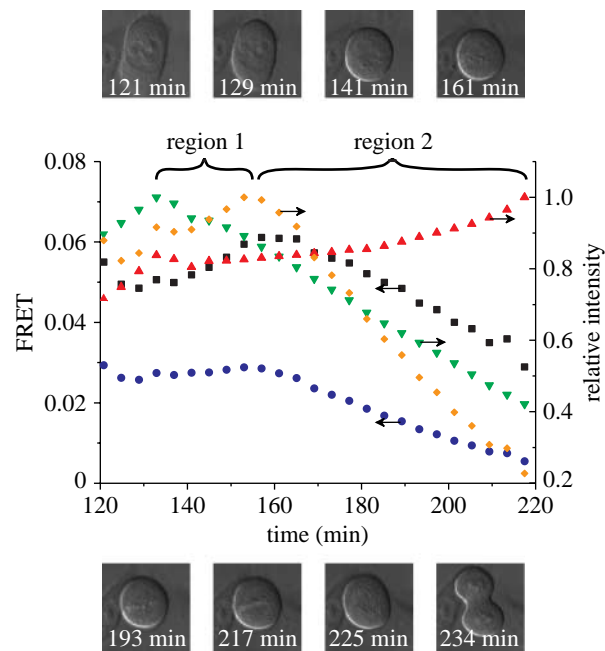 121 min 129 min 141 min 161 min
region 1 region 2
0.08
0.06
0.04
0.02
0
FRET
1.0
0.8
0.6
0.4
0.2
relative intensity
120 140 160 180 200 220
time (min)
193 min 217 min 225 min 234 min